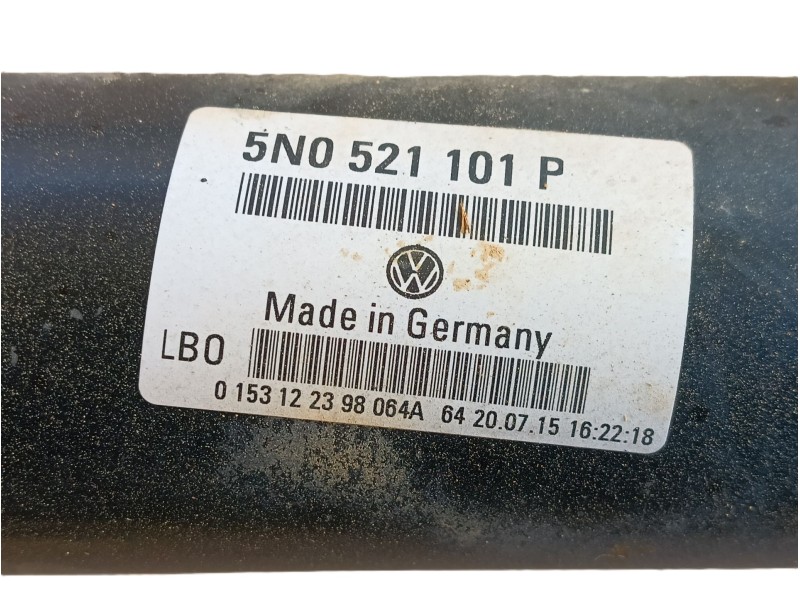 5N0 521 101 P
Made in Germany
LBO
0 153 12 23 98 064A 64 20.07.15 16:22:18